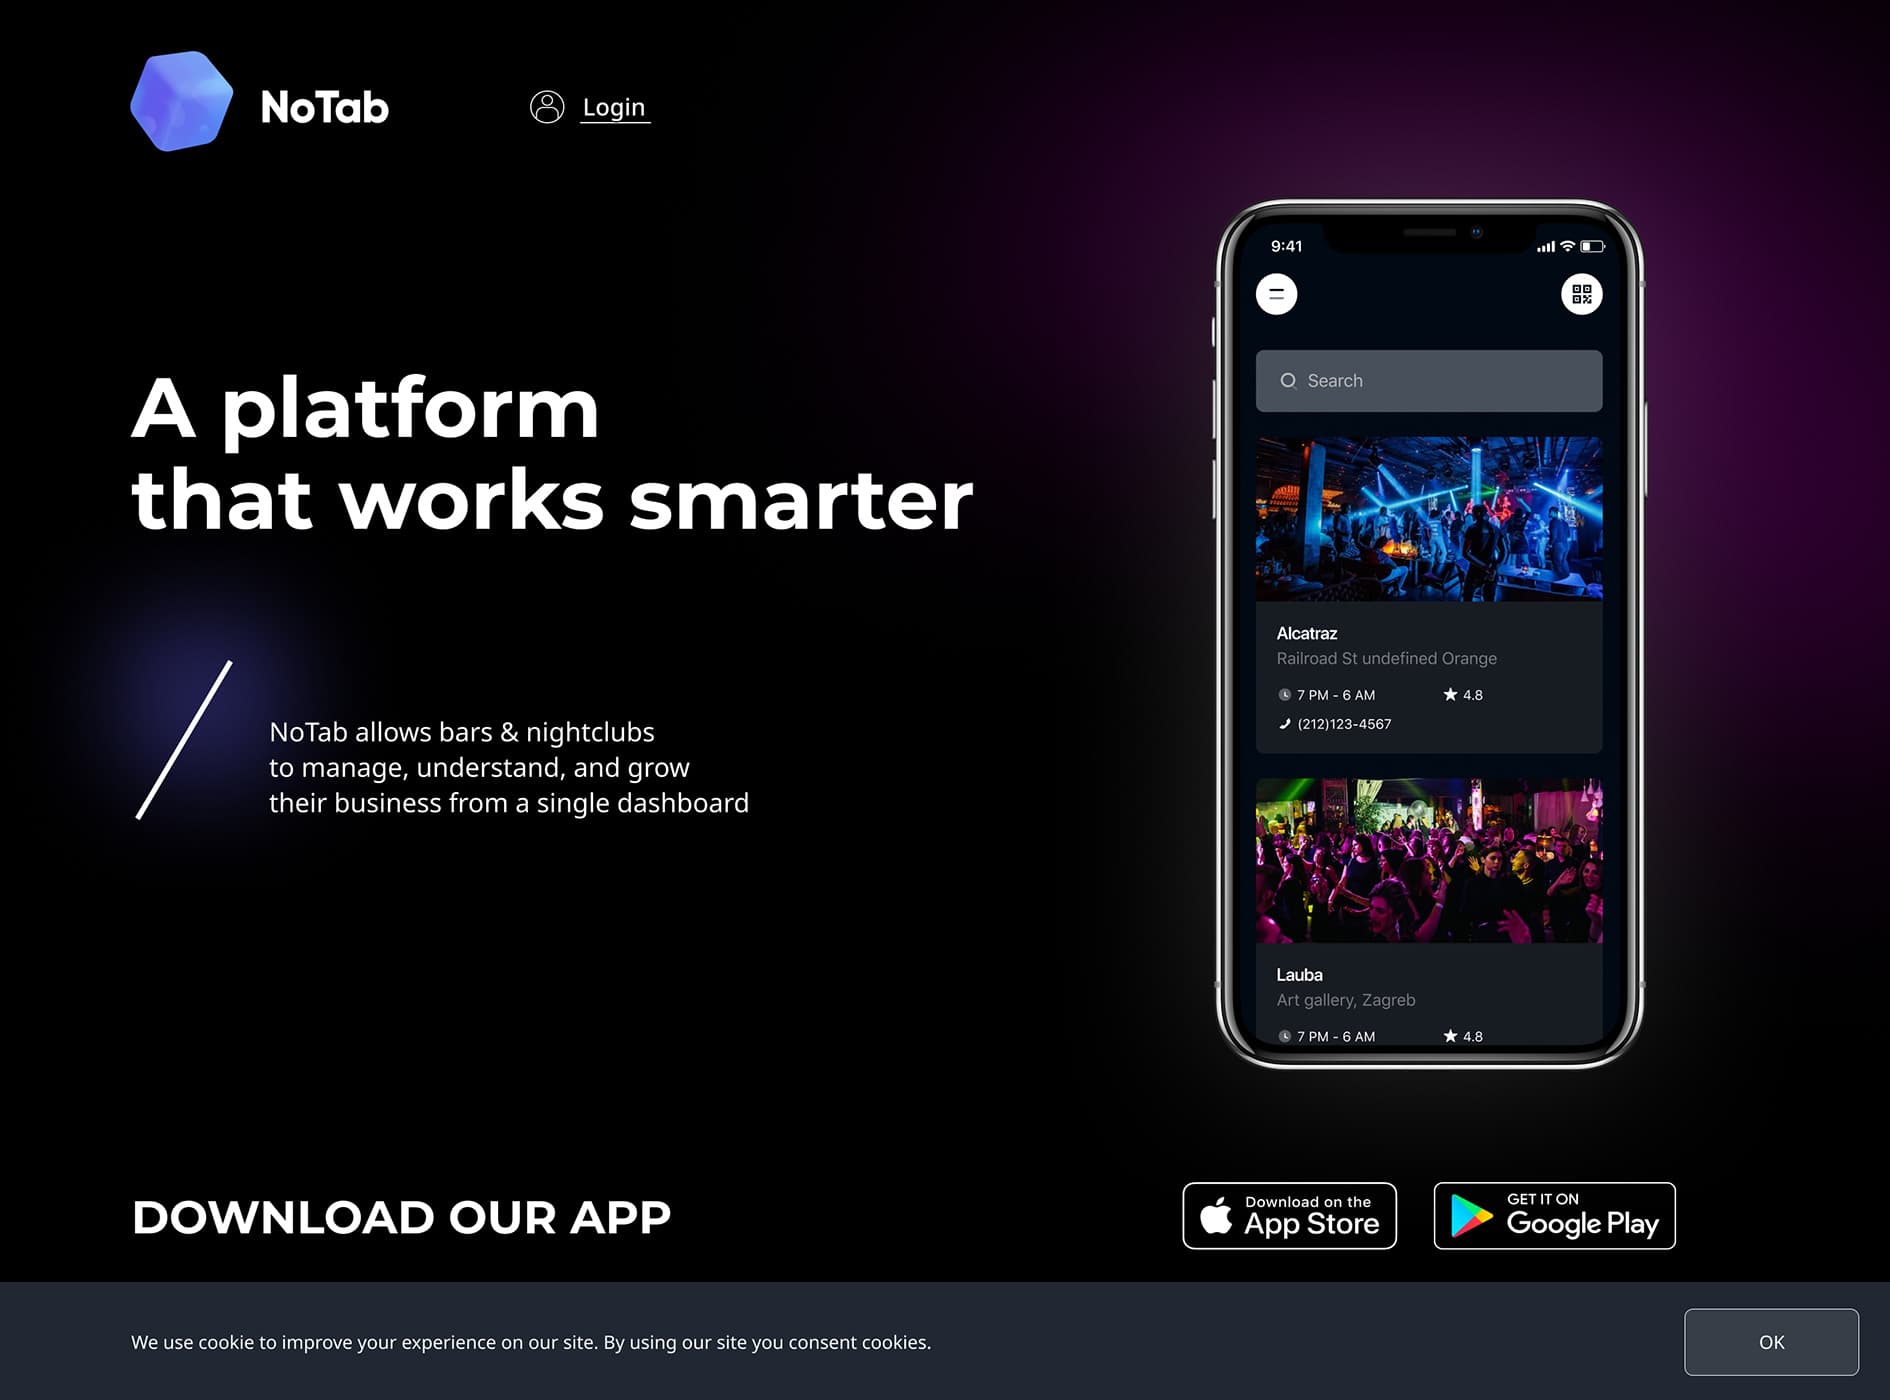 NoTab
Login
A platform
that works smarter
NoTab allows bars & nightclubs
to manage, understand, and grow
their business from a single dashboard
9:41
Search
Alcatraz
Railroad St undefined Orange
7 PM - 6 AM
4.8
(212)123-4567
Lauba
Art gallery, Zagreb
7 PM - 6 AM
4.8
DOWNLOAD OUR APP
Download on the
App Store
GET IT ON
Google Play
We use cookie to improve your experience on our site. By using our site you consent cookies.
OK